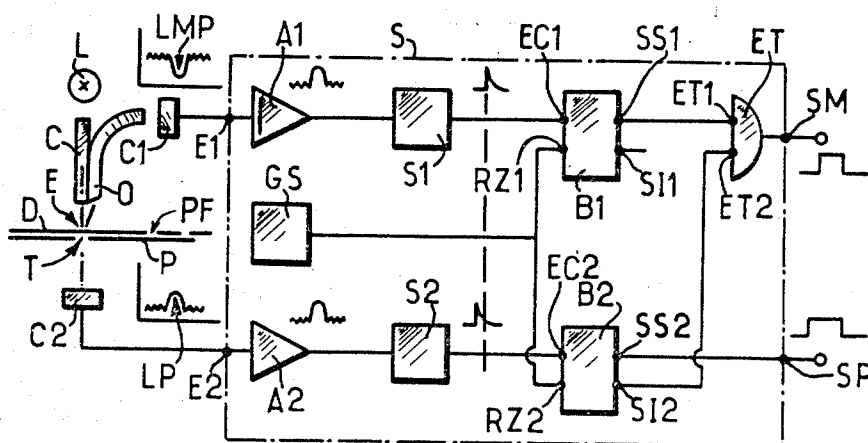 LMP A1 S EC1 SS1 ET
L
ET1 SM
C C1 E1 S1 RZ1 SI1
E O GS B1 ET2
D PF
T P
EC2 B2
C2 S2 SS2
LP E2 A2 RZ2 SI2 SP